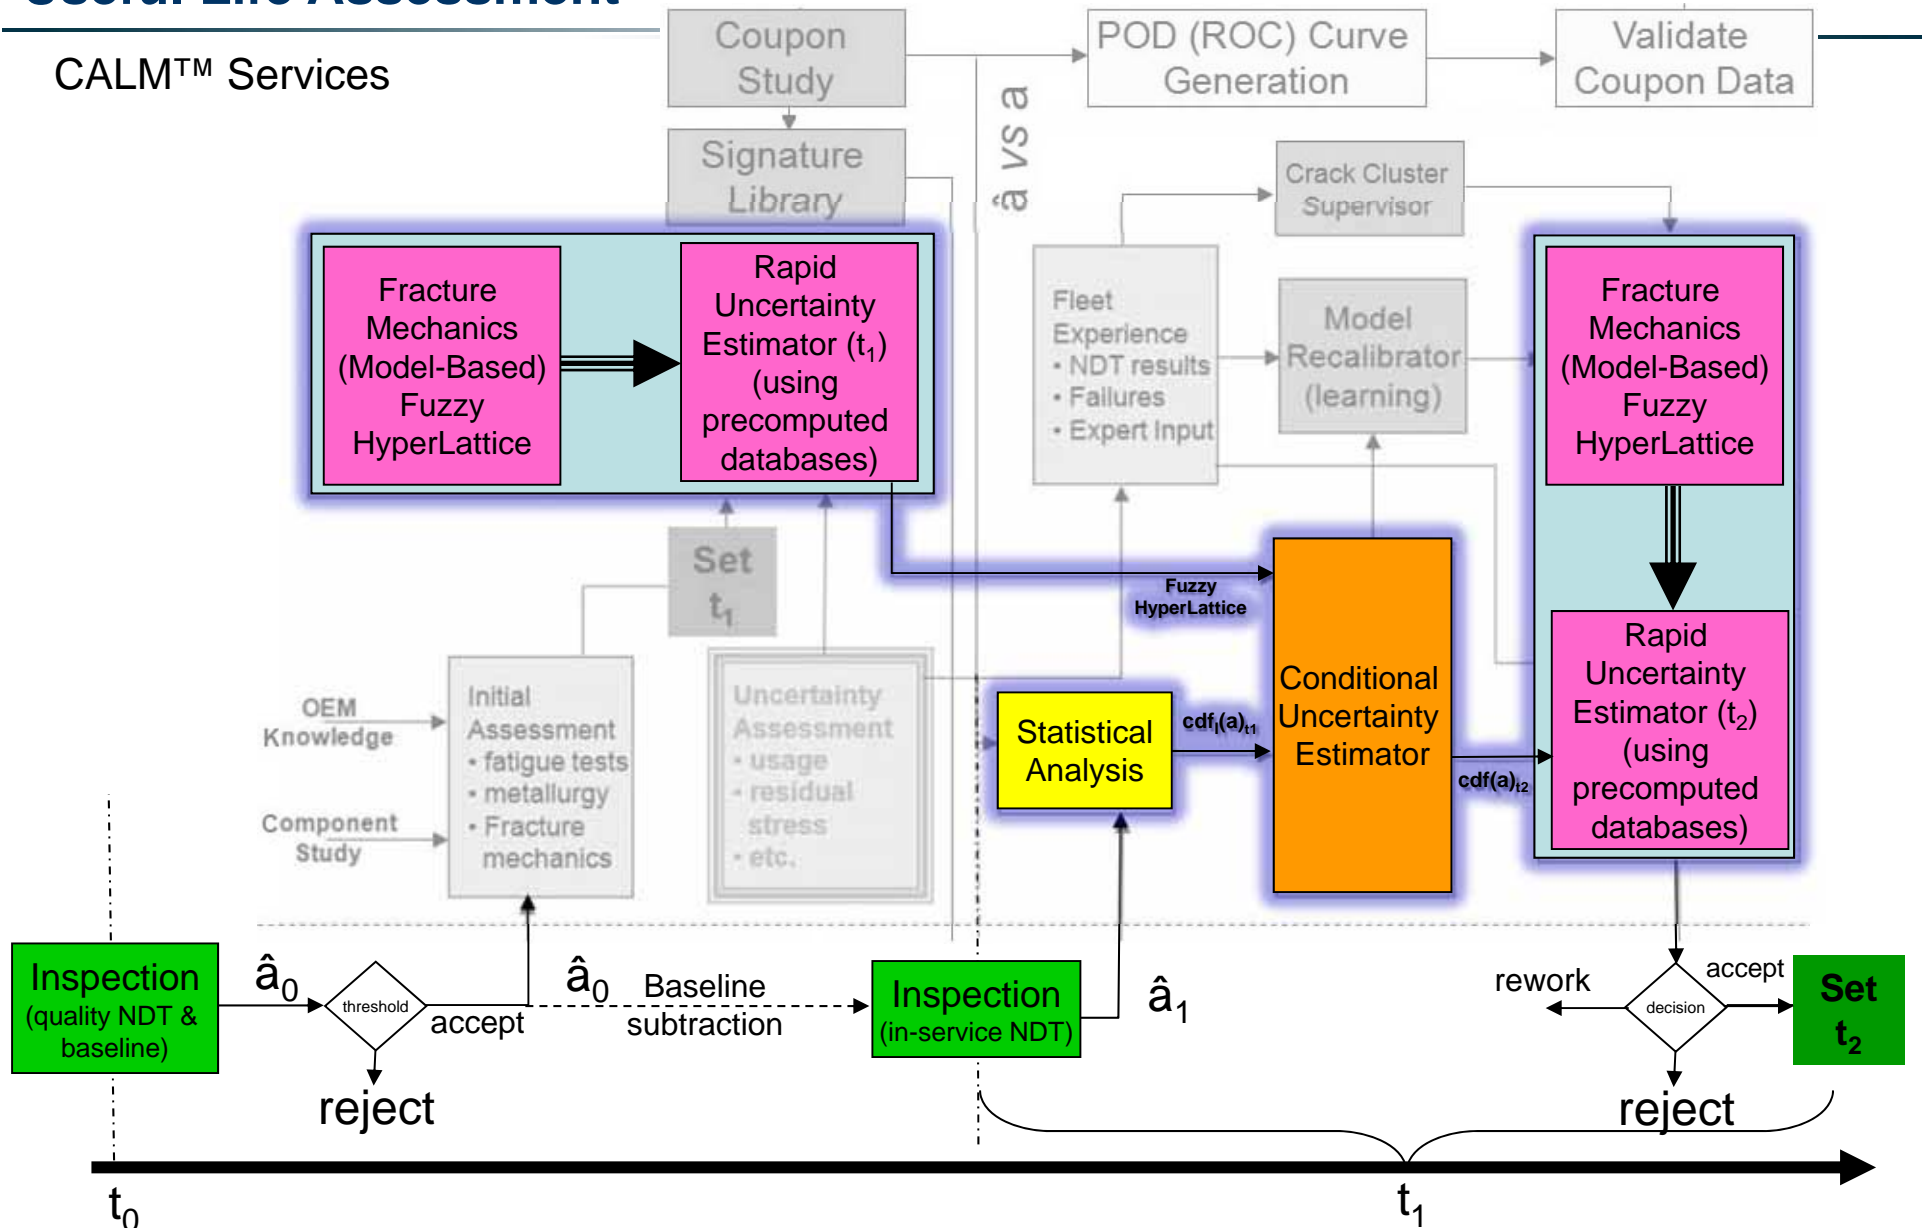 Useful Life Assessment
CALM™ Services
Coupon
Study
POD (ROC) Curve
Generation
Validate
Coupon Data
Signature
Library
â vs a
Crack Cluster
Supervisor
Fracture
Mechanics
(Model-Based)
Fuzzy
HyperLattice
Rapid
Uncertainty
Estimator (t₁)
(using
precomputed
databases)
Fleet
Experience
• NDT results
• Failures
• Expert Input
Model
Recalibrator
(learning)
Fracture
Mechanics
(Model-Based)
Fuzzy
HyperLattice
Set
t₁
Fuzzy
HyperLattice
Conditional
Uncertainty
Estimator
Rapid
Uncertainty
Estimator (t₂)
(using
precomputed
databases)
OEM
Knowledge
Component
Study
Initial
Assessment
• fatigue tests
• metallurgy
• Fracture
mechanics
Uncertainty
Assessment
• usage
• residual
stress
• etc.
Statistical
Analysis
cdfI(a)t1
cdf(a)t2
Inspection
(quality NDT &
baseline)
â₀
threshold
accept
reject
â₀
Baseline
subtraction
Inspection
(in-service NDT)
â₁
rework
decision
accept
reject
Set
t₂
t₀
t₁